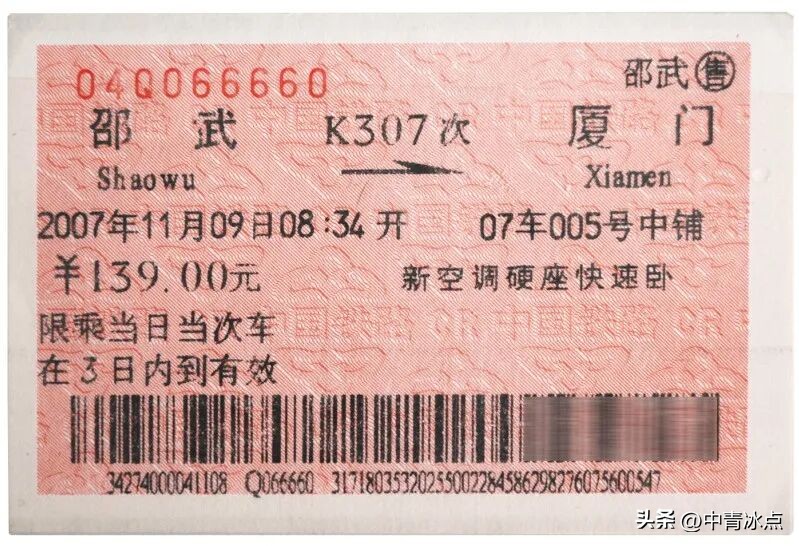 04Q066660
邵武㊓售
邵 武 K307次 厦 门
Shaowu Xiamen
2007年11月09日08:34开 07车005号中铺
￥139.00元 新空调硬座快速卧
限乘当日当次车
在3日内到有效
34274000041108 Q066660 31718035320255002284586298276075600547
头条 @中青冰点